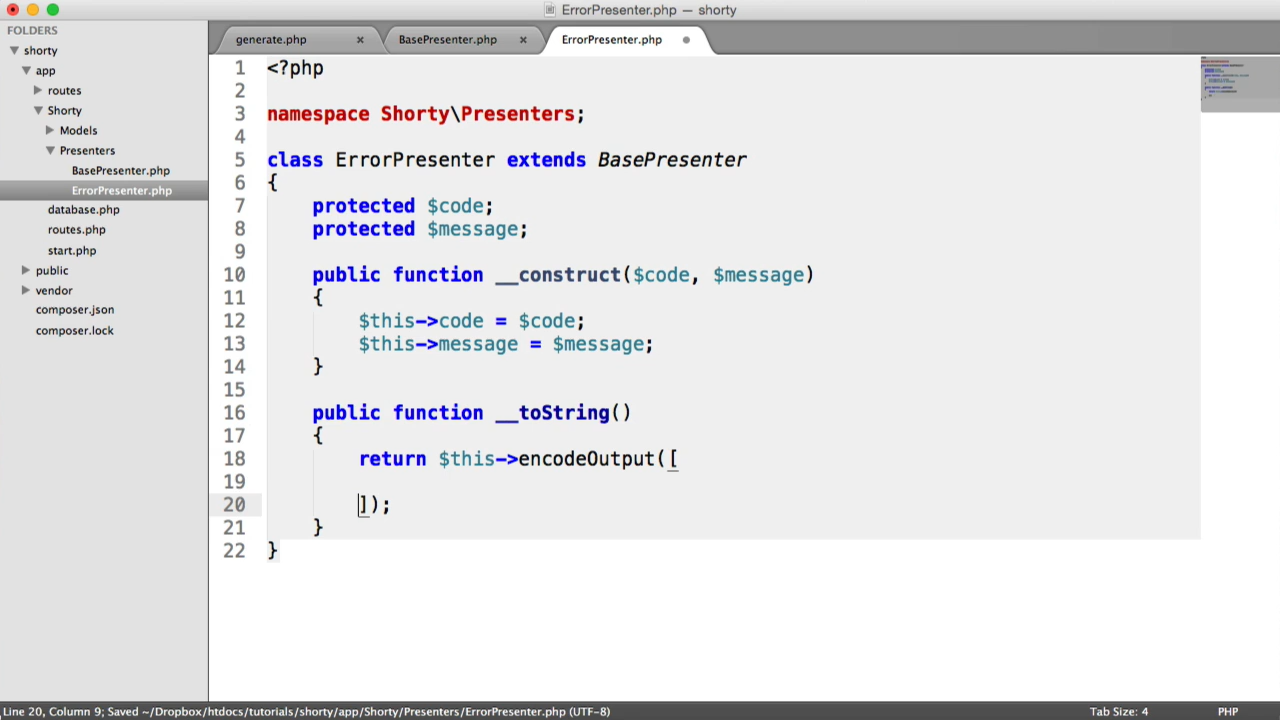 ErrorPresenter.php — shorty
FOLDERS
shorty
app
routes
Shorty
Models
Presenters
BasePresenter.php
ErrorPresenter.php
database.php
routes.php
start.php
public
vendor
composer.json
composer.lock
generate.php × BasePresenter.php × ErrorPresenter.php
1 <?php
2
3 namespace Shorty\Presenters;
4
5 class ErrorPresenter extends BasePresenter
6 {
7 protected $code;
8 protected $message;
9
10 public function __construct($code, $message)
11 {
12 $this->code = $code;
13 $this->message = $message;
14 }
15
16 public function __toString()
17 {
18 return $this->encodeOutput([
19
20 ]);
21 }
22 }
Line 20, Column 9; Saved ~/Dropbox/htdocs/tutorials/shorty/app/Shorty/Presenters/ErrorPresenter.php (UTF-8) Tab Size: 4 PHP